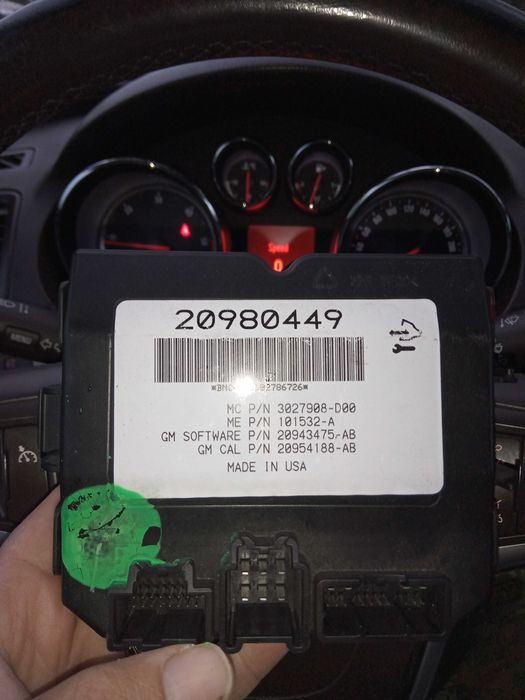 Speed
0
20980449
MC P/N 3027908-D00
ME P/N 101532-A
GM SOFTWARE P/N 20943475-AB
GM CAL P/N 20954188-AB
MADE IN USA
MENU